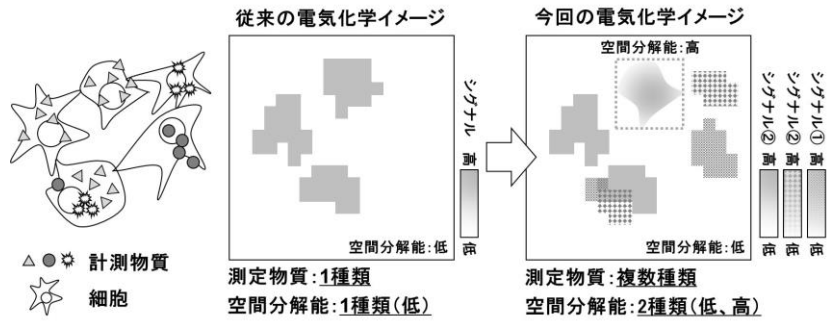 従来の電気化学イメージ
今回の電気化学イメージ
空間分解能:高
シグナル
高
低
空間分解能:低
シグナル②
高
低
シグナル②
高
低
シグナル①
高
低
空間分解能:低
計測物質
細胞
測定物質:1種類
空間分解能:1種類(低)
測定物質:複数種類
空間分解能:2種類(低、高)